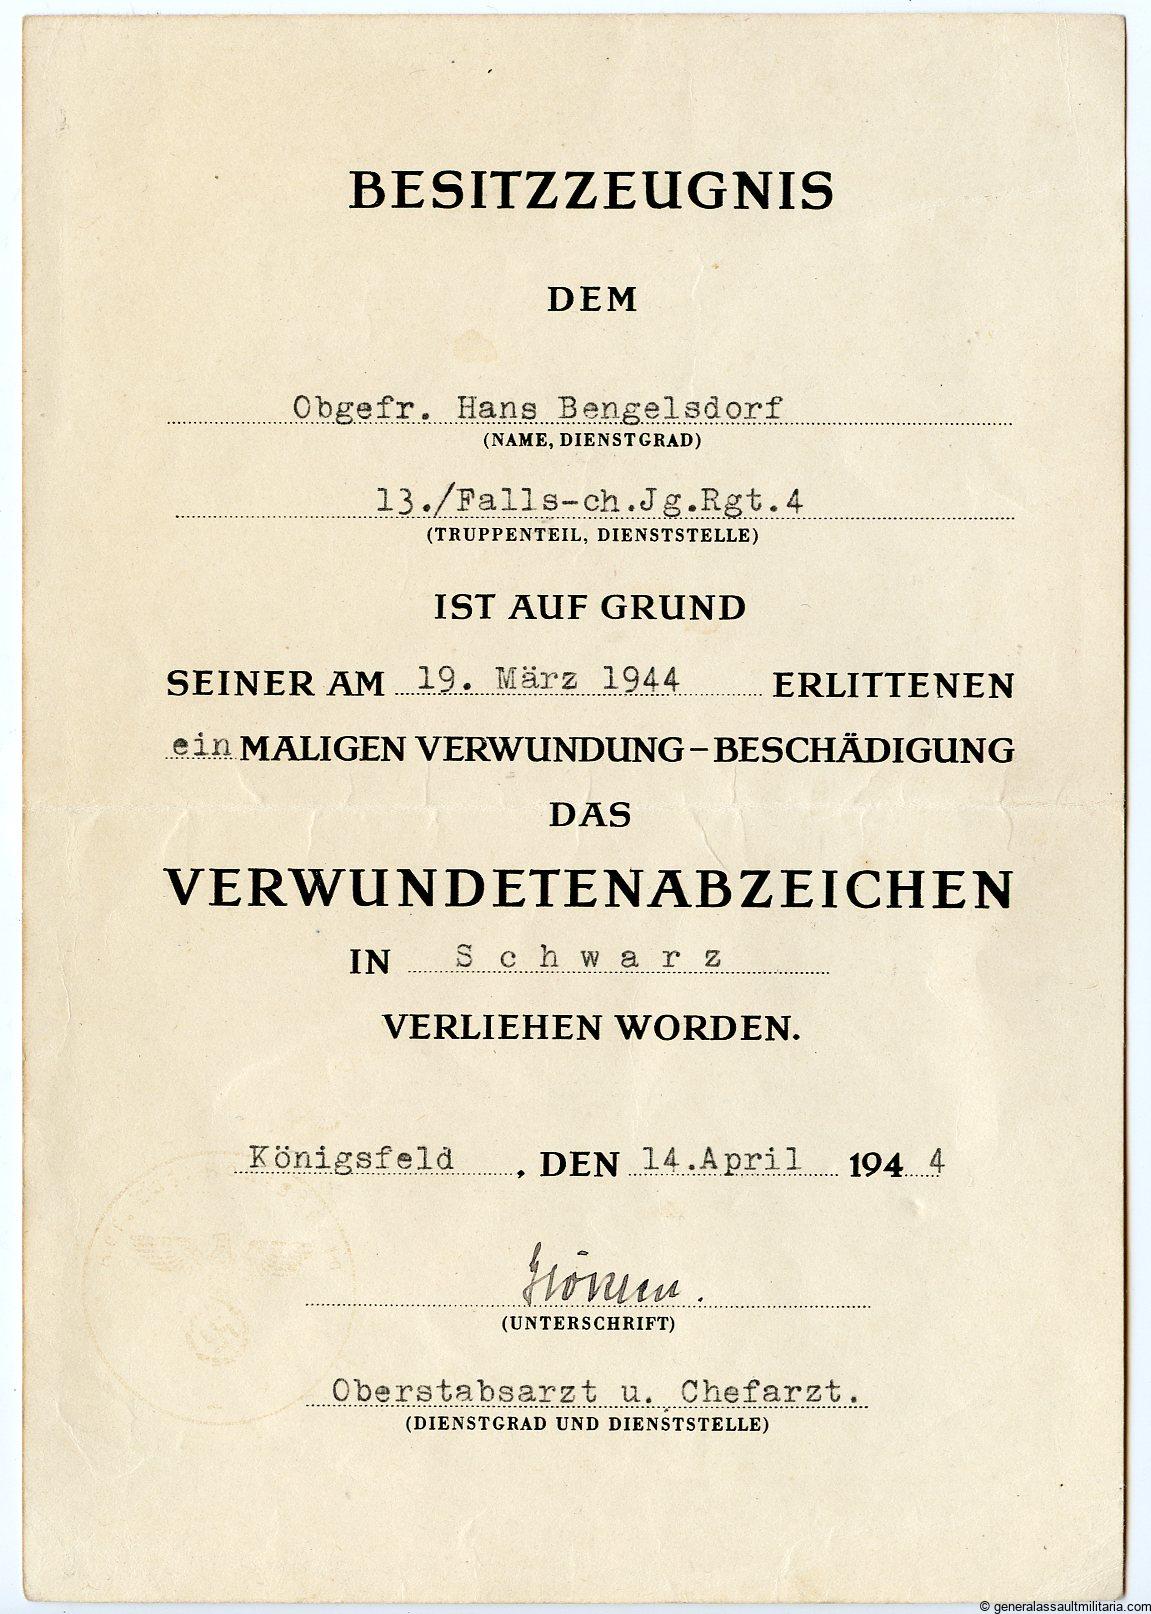 BESITZZEUGNIS
DEM
Obgefr. Hans Bengelsdorf
(NAME, DIENSTGRAD)
13./Falls-ch.Jg.Rgt.4
(TRUPPENTEIL, DIENSTSTELLE)
IST AUF GRUND
SEINER AM 19. März 1944 ERLITTENEN
ein MALIGEN VERWUNDUNG – BESCHÄDIGUNG
DAS
VERWUNDETENABZEICHEN
IN Schwarz
VERLIEHEN WORDEN.
Königsfeld, DEN 14.April 194 4
(UNTERSCHRIFT)
Oberstabsarzt u. Chefarzt.
(DIENSTGRAD UND DIENSTSTELLE)
© generalassaultmilitaria.com